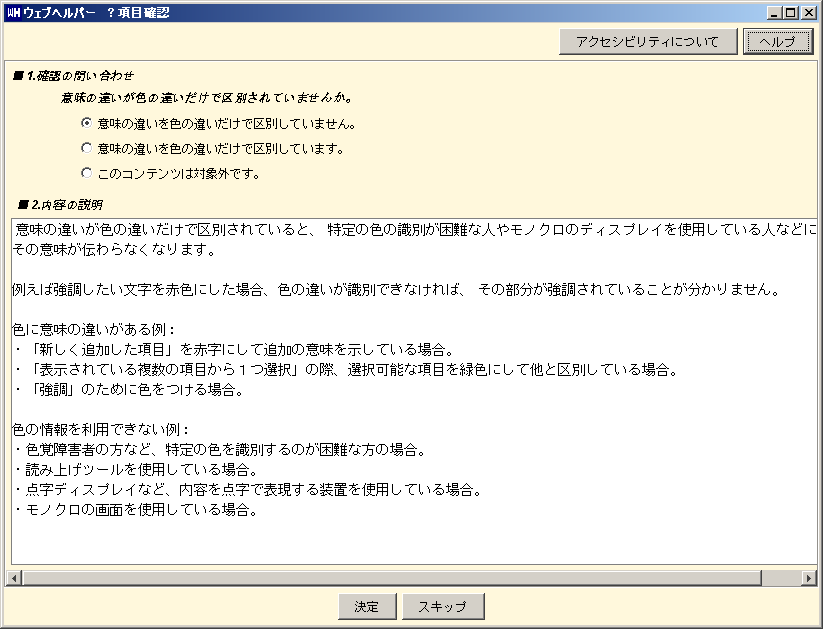 WH ウェブヘルパー ？項目確認
アクセシビリティについて ヘルプ
■ 1.確認の問い合わせ
意味の違いが色の違いだけで区別されていませんか。
意味の違いを色の違いだけで区別していません。
意味の違いを色の違いだけで区別しています。
このコンテンツは対象外です。
■ 2.内容の説明
意味の違いが色の違いだけで区別されていると、 特定の色の識別が困難な人やモノクロのディスプレイを使用している人などに
その意味が伝わらなくなります。
例えば強調したい文字を赤色にした場合、色の違いが識別できなければ、 その部分が強調されていることが分かりません。
色に意味の違いがある例：
・「新しく追加した項目」を赤字にして追加の意味を示している場合。
・「表示されている複数の項目から１つ選択」の際、選択可能な項目を緑色にして他と区別している場合。
・「強調」のために色をつける場合。
色の情報を利用できない例：
・色覚障害者の方など、特定の色を識別するのが困難な方の場合。
・読み上げツールを使用している場合。
・点字ディスプレイなど、内容を点字で表現する装置を使用している場合。
・モノクロの画面を使用している場合。
決定 スキップ